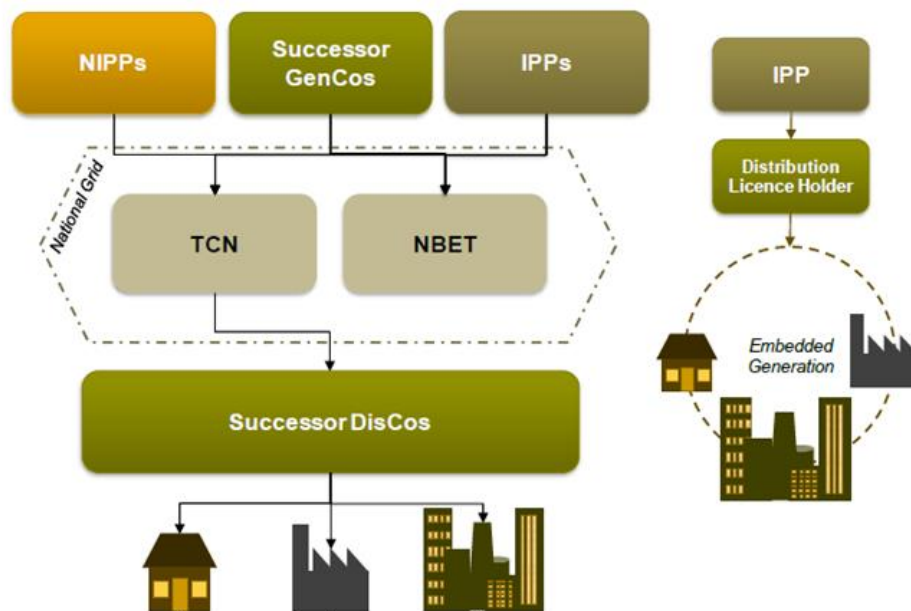 NIPPs
Successor
GenCos
IPPs
National Grid
TCN
NBET
Successor DisCos
IPP
Distribution
Licence Holder
Embedded
Generation